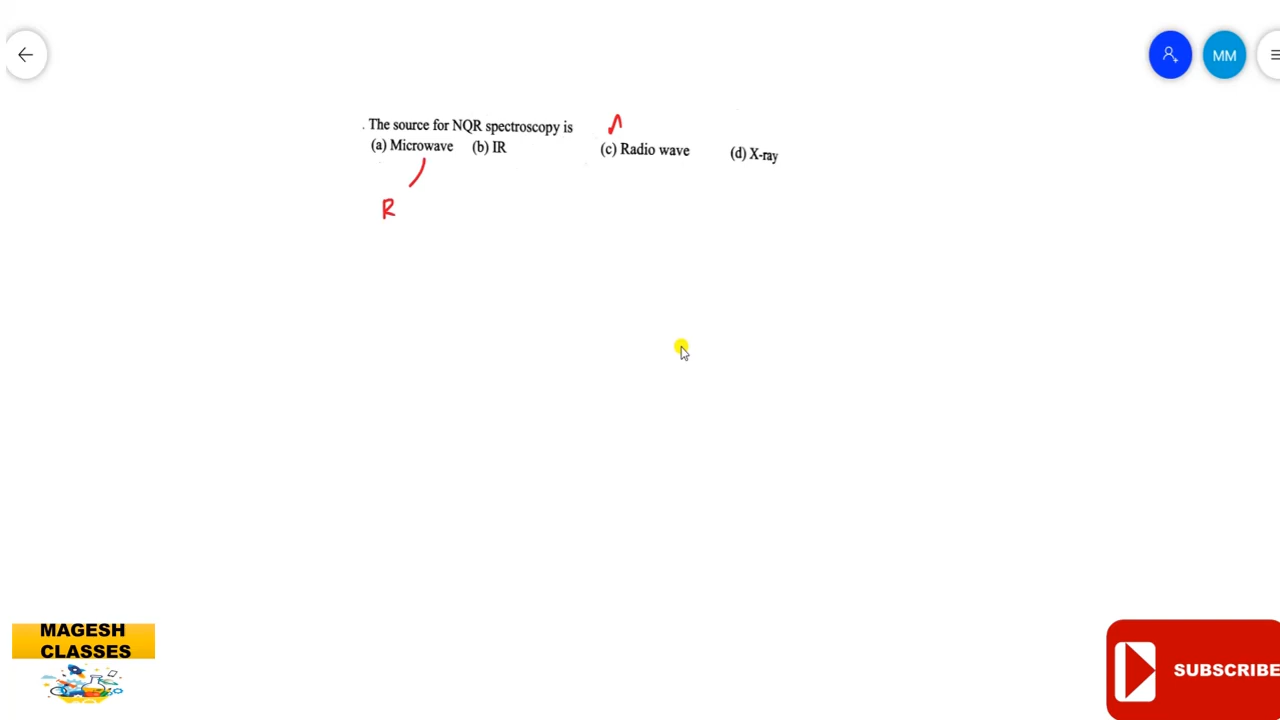 MM
. The source for NQR spectroscopy is
(a) Microwave (b) IR (c) Radio wave (d) X-ray
R
MAGESH
CLASSES
SUBSCRIBE